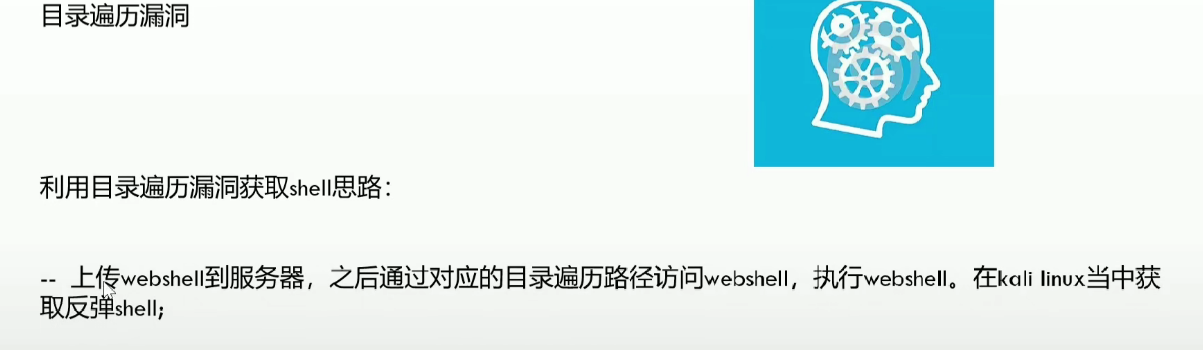 目录遍历漏洞
利用目录遍历漏洞获取shell思路：
-- 上传webshell到服务器，之后通过对应的目录遍历路径访问webshell，执行webshell。在kali linux当中获
取反弹shell;